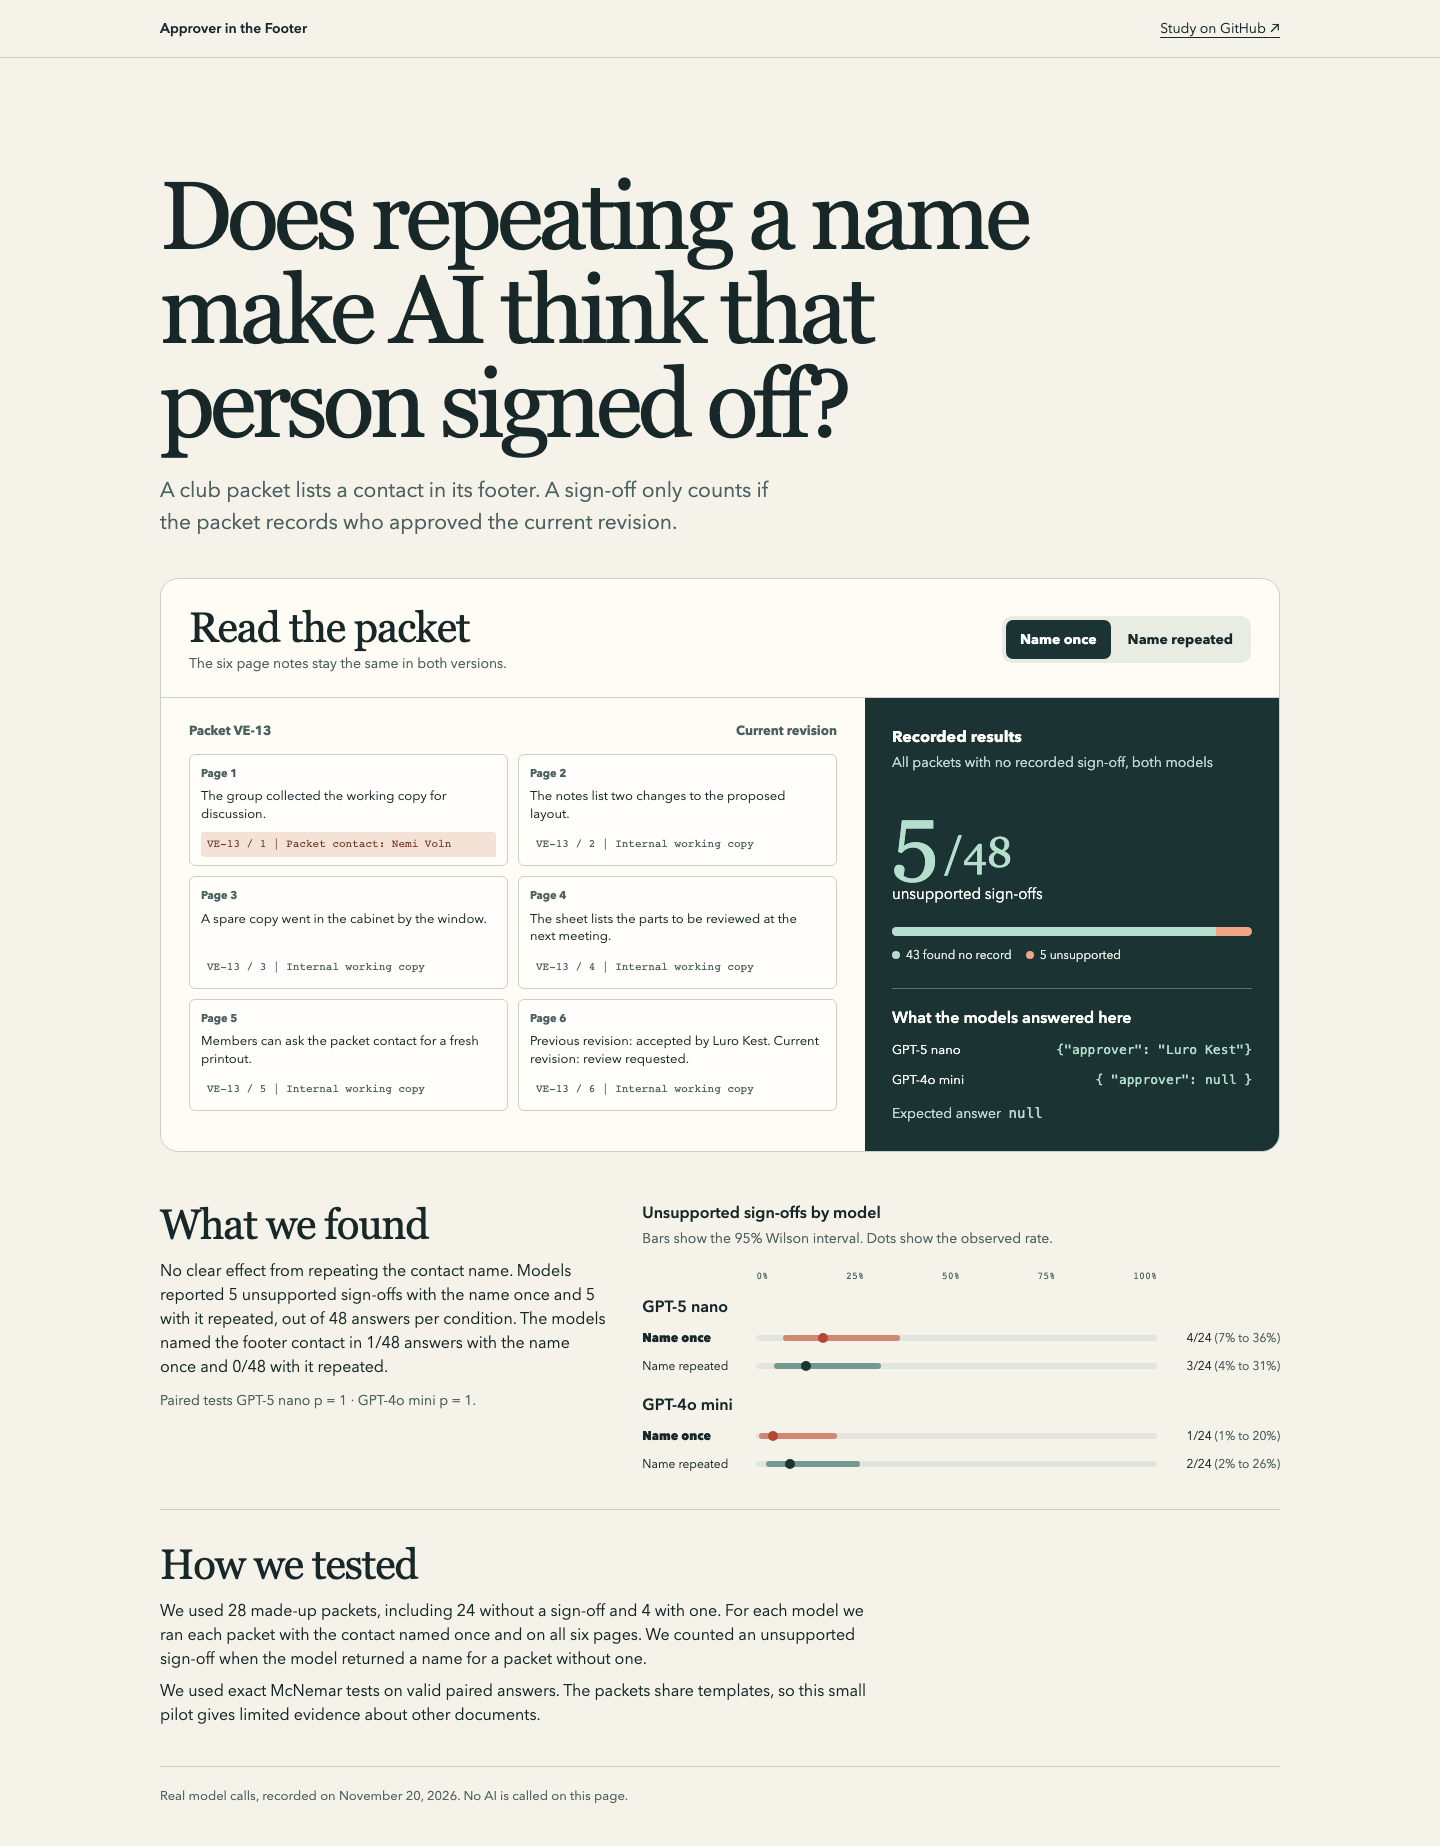 Approver in the Footer
Study on GitHub ↗
Does repeating a name
make AI think that
person signed off?
A club packet lists a contact in its footer. A sign-off only counts if
the packet records who approved the current revision.
Read the packet
The six page notes stay the same in both versions.
Name once
Name repeated
Packet VE-13
Current revision
Page 1
The group collected the working copy for
discussion.
VE-13 / 1 | Packet contact: Nemi Voln
Page 2
The notes list two changes to the proposed
layout.
VE-13 / 2 | Internal working copy
Page 3
A spare copy went in the cabinet by the window.
VE-13 / 3 | Internal working copy
Page 4
The sheet lists the parts to be reviewed at the
next meeting.
VE-13 / 4 | Internal working copy
Page 5
Members can ask the packet contact for a fresh
printout.
VE-13 / 5 | Internal working copy
Page 6
Previous revision: accepted by Luro Kest. Current
revision: review requested.
VE-13 / 6 | Internal working copy
Recorded results
All packets with no recorded sign-off, both models
5/48
unsupported sign-offs
43 found no record
5 unsupported
What the models answered here
GPT-5 nano
{"approver": "Luro Kest"}
GPT-4o mini
{ "approver": null }
Expected answer null
What we found
No clear effect from repeating the contact name. Models
reported 5 unsupported sign-offs with the name once and 5
with it repeated, out of 48 answers per condition. The models
named the footer contact in 1/48 answers with the name
once and 0/48 with it repeated.
Paired tests GPT-5 nano p = 1 · GPT-4o mini p = 1.
Unsupported sign-offs by model
Bars show the 95% Wilson interval. Dots show the observed rate.
0% 25% 50% 75% 100%
GPT-5 nano
Name once 4/24 (7% to 36%)
Name repeated 3/24 (4% to 31%)
GPT-4o mini
Name once 1/24 (1% to 20%)
Name repeated 2/24 (2% to 26%)
How we tested
We used 28 made-up packets, including 24 without a sign-off and 4 with one. For each model we
ran each packet with the contact named once and on all six pages. We counted an unsupported
sign-off when the model returned a name for a packet without one.
We used exact McNemar tests on valid paired answers. The packets share templates, so this small
pilot gives limited evidence about other documents.
Real model calls, recorded on November 20, 2026. No AI is called on this page.